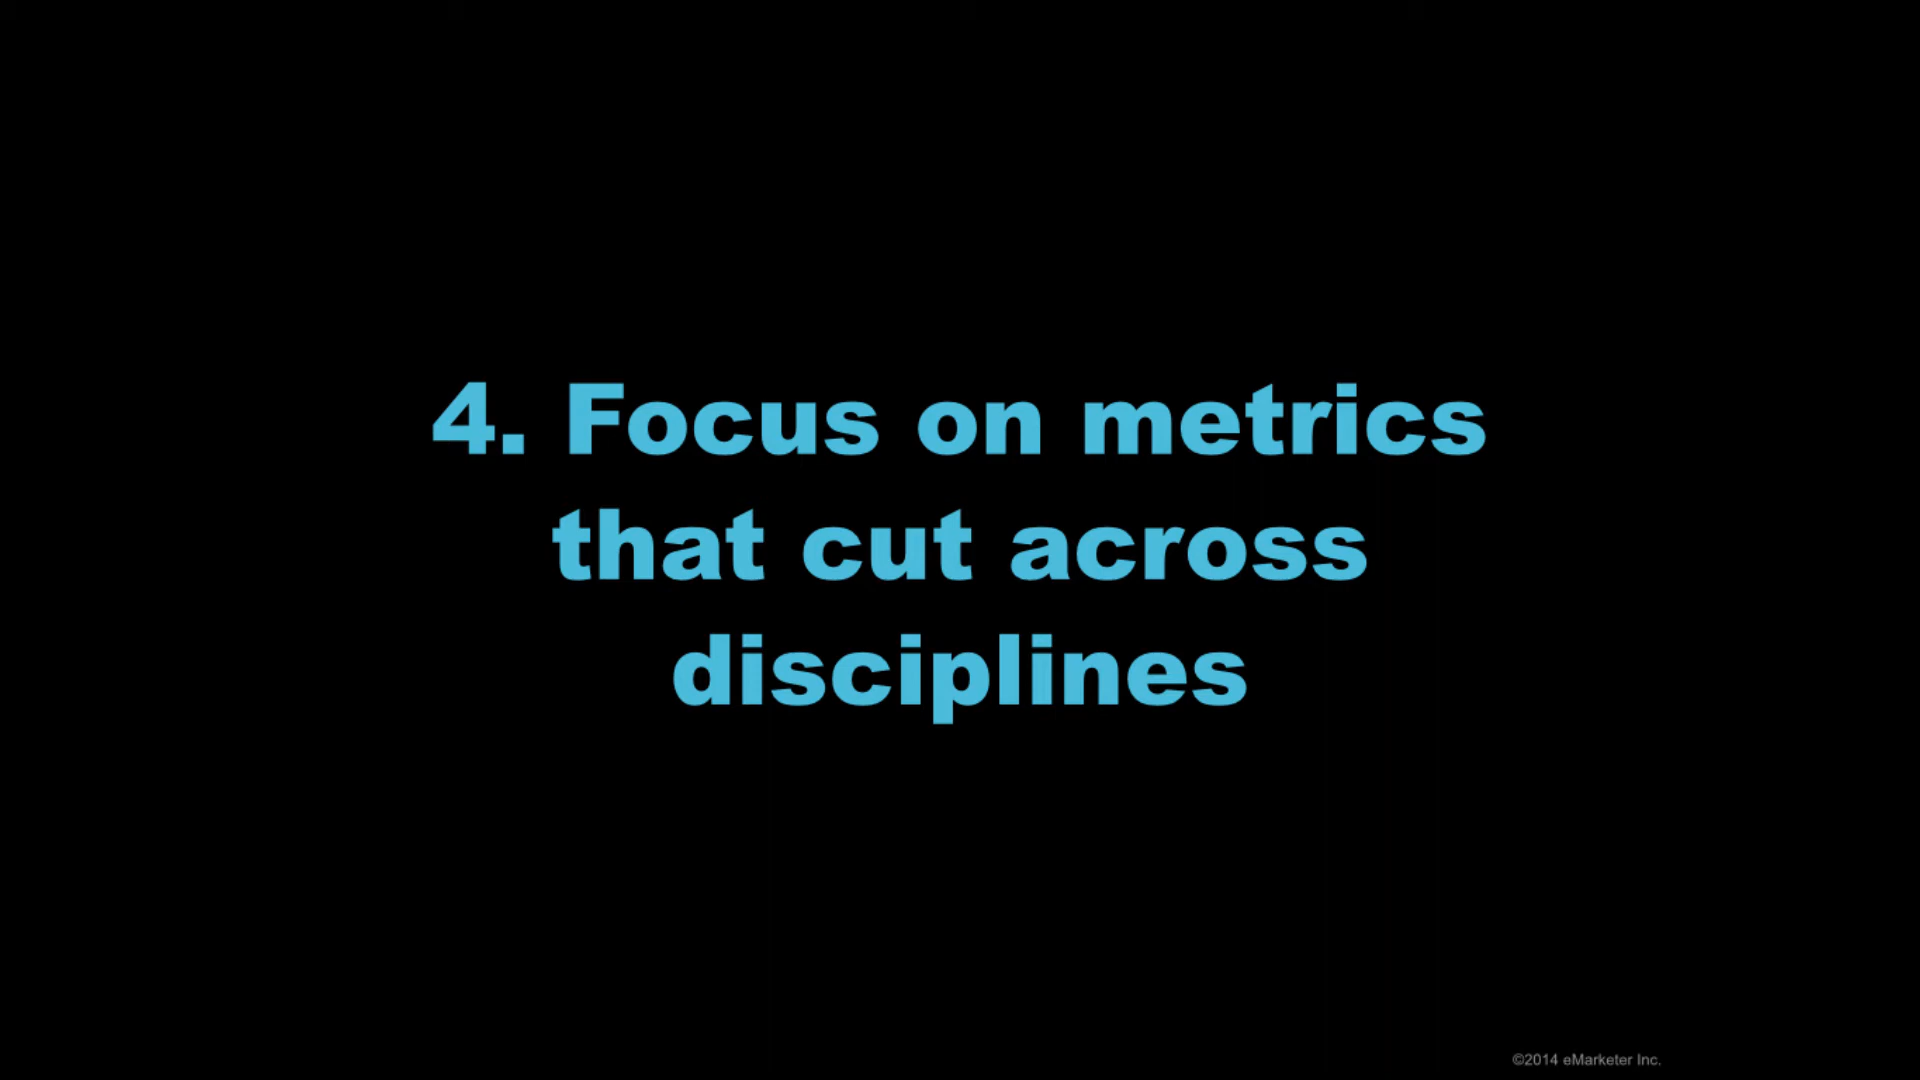 4. Focus on metrics
that cut across
disciplines
©2014 eMarketer Inc.